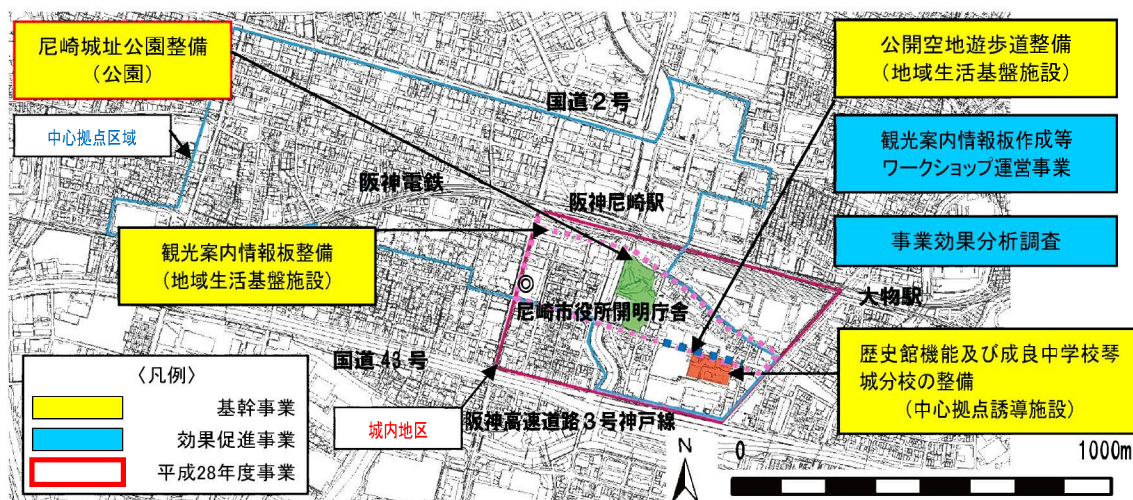 尼崎城址公園整備
（公園）
公開空地遊歩道整備
（地域生活基盤施設）
国道２号
中心拠点区域
観光案内情報板作成等
ワークショップ運営事業
阪神電鉄
阪神尼崎駅
事業効果分析調査
観光案内情報板整備
（地域生活基盤施設）
大物駅
尼崎市役所開明庁舎
国道43号
歴史館機能及び成良中学校琴
城分校の整備
（中心拠点誘導施設）
〈凡例〉
基幹事業
効果促進事業
平成28年度事業
城内地区
阪神高速道路３号神戸線
N
0
1000m